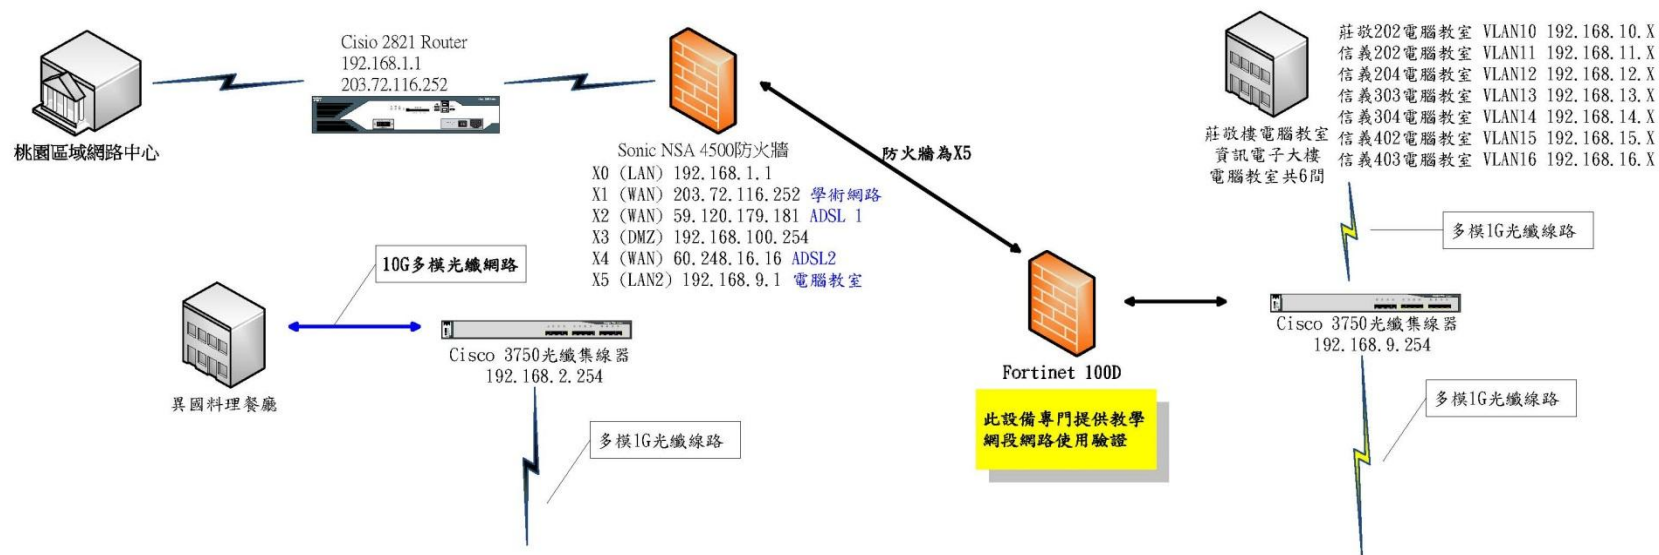 桃園區域網路中心
Cisio 2821 Router
192.168.1.1
203.72.116.252
Sonic NSA 4500防火牆
X0 (LAN) 192.168.1.1
X1 (WAN) 203.72.116.252 學術網路
X2 (WAN) 59.120.179.181 ADSL 1
X3 (DMZ) 192.168.100.254
X4 (WAN) 60.248.16.16 ADSL2
X5 (LAN2) 192.168.9.1 電腦教室
防火牆為X5
莊敬樓電腦教室
資訊電子大樓
電腦教室共6間
莊敬202電腦教室 VLAN10 192.168.10.X
信義202電腦教室 VLAN11 192.168.11.X
信義204電腦教室 VLAN12 192.168.12.X
信義303電腦教室 VLAN13 192.168.13.X
信義304電腦教室 VLAN14 192.168.14.X
信義402電腦教室 VLAN15 192.168.15.X
信義403電腦教室 VLAN16 192.168.16.X
多模1G光纖線路
10G多模光纖網路
異國料理餐廳
Cisco 3750光纖集線器
192.168.2.254
多模1G光纖線路
Fortinet 100D
此設備專門提供教學
網段網路使用驗證
Cisco 3750光纖集線器
192.168.9.254
多模1G光纖線路